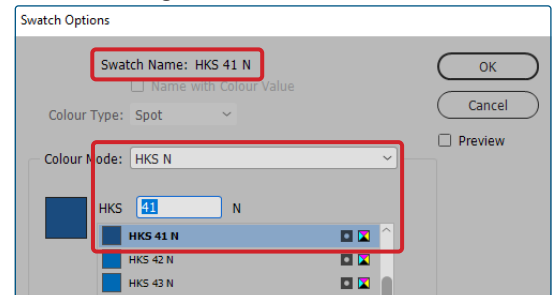 Swatch Options
Swatch Name: HKS 41 N
Name with Colour Value
OK
Colour Type: Spot
Cancel
Preview
Colour Mode: HKS N
HKS 41 N
HKS 41 N
HKS 42 N
HKS 43 N